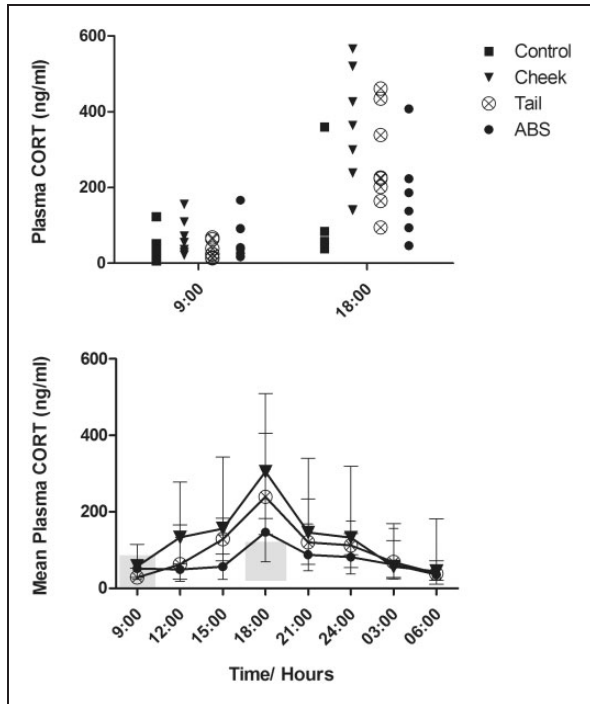 Plasma CORT (ng/ml)
600
400
200
0
9:00
18:00
Control
Cheek
Tail
ABS
Mean Plasma CORT (ng/ml)
600
400
200
0
9:00
12:00
15:00
18:00
21:00
24:00
03:00
06:00
Time/ Hours